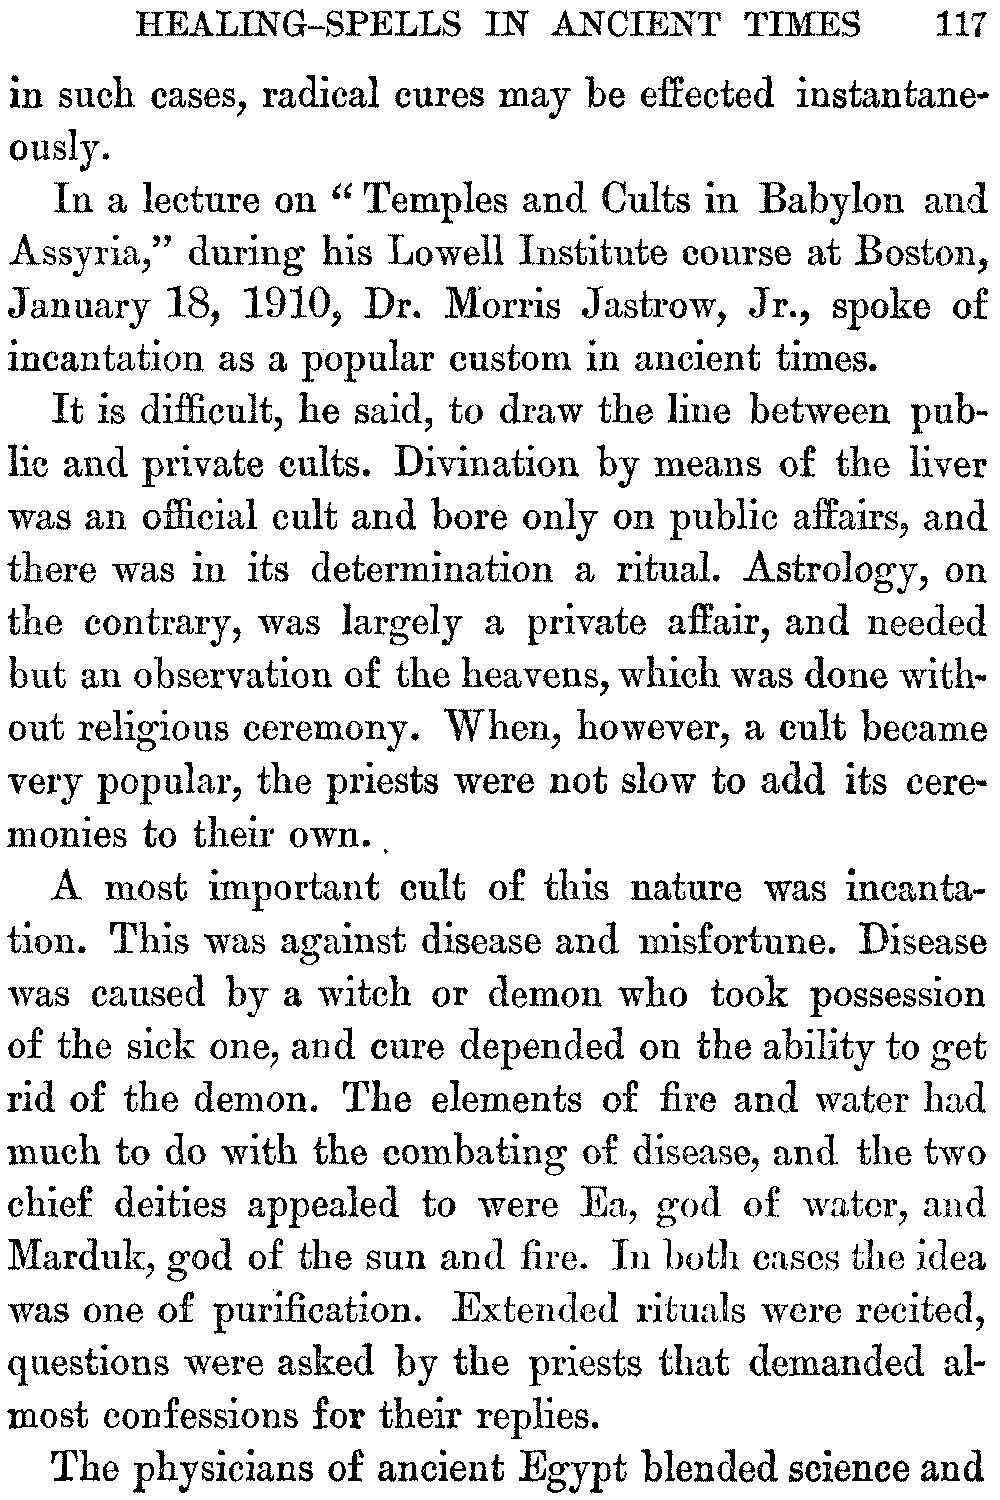 HEALING-SPELLS IN ANCIENT TIMES 117
in such cases, radical cures may be effected instantane-
ously.
In a lecture on “Temples and Cults in Babylon and
Assyria,” during his Lowell Institute course at Boston,
January 18, 1910, Dr. Morris Jastrow, Jr., spoke of
incantation as a popular custom in ancient times.
It is difficult, he said, to draw the line between pub-
lic and private cults. Divination by means of the liver
was an official cult and bore only on public affairs, and
there was in its determination a ritual. Astrology, on
the contrary, was largely a private affair, and needed
but an observation of the heavens, which was done with-
out religious ceremony. When, however, a cult became
very popular, the priests were not slow to add its cere-
monies to their own.
A most important cult of this nature was incanta-
tion. This was against disease and misfortune. Disease
was caused by a witch or demon who took possession
of the sick one, and cure depended on the ability to get
rid of the demon. The elements of fire and water had
much to do with the combating of disease, and the two
chief deities appealed to were Ea, god of water, and
Marduk, god of the sun and fire. In both cases the idea
was one of purification. Extended rituals were recited,
questions were asked by the priests that demanded al-
most confessions for their replies.
The physicians of ancient Egypt blended science and